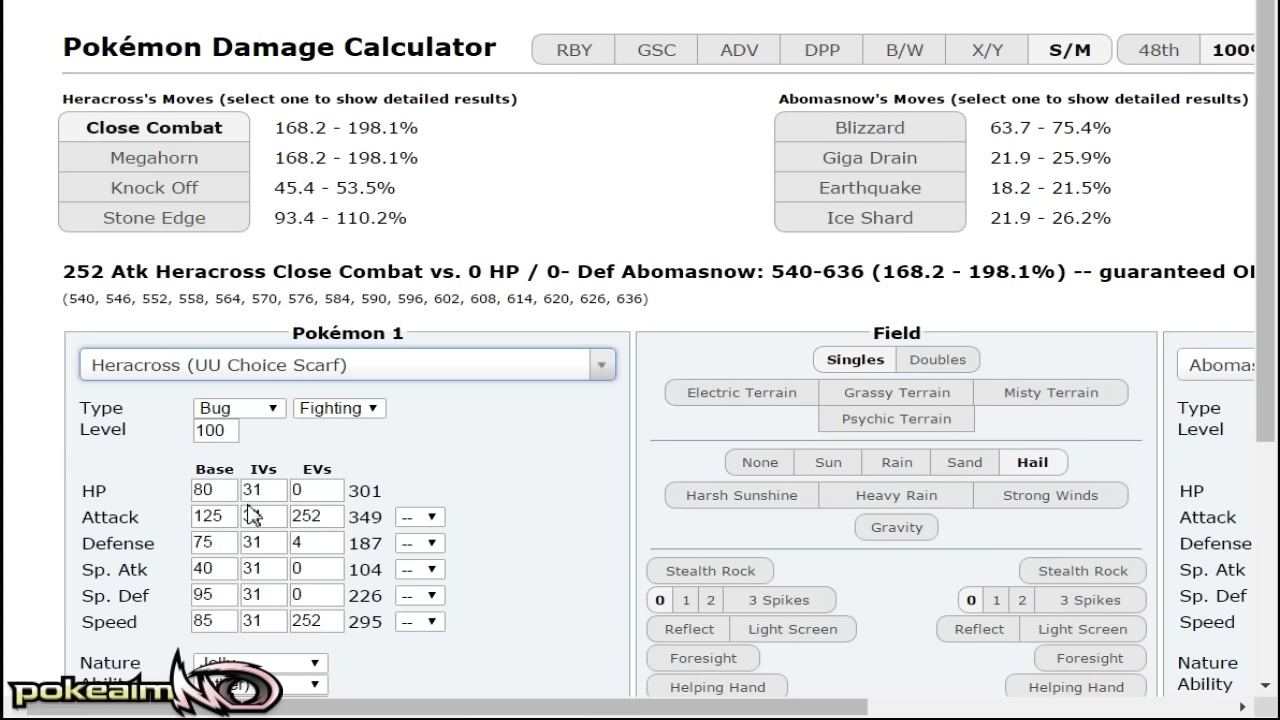 Pokémon Damage Calculator RBY GSC ADV DPP B/W X/Y S/M 48th 100%
Heracross's Moves (select one to show detailed results) Abomasnow's Moves (select one to show detailed results)
Close Combat 168.2 - 198.1% Blizzard 63.7 - 75.4%
Megahorn 168.2 - 198.1% Giga Drain 21.9 - 25.9%
Knock Off 45.4 - 53.5% Earthquake 18.2 - 21.5%
Stone Edge 93.4 - 110.2% Ice Shard 21.9 - 26.2%
252 Atk Heracross Close Combat vs. 0 HP / 0- Def Abomasnow: 540-636 (168.2 - 198.1%) -- guaranteed
(540, 546, 552, 558, 564, 570, 576, 584, 590, 596, 602, 608, 614, 620, 626, 636)
Pokémon 1 Field
Heracross (UU Choice Scarf) Singles Doubles
Electric Terrain Grassy Terrain Misty Terrain
Psychic Terrain
Type Bug Fighting Type
Level 100 Level
None Sun Rain Sand Hail
Base IVs EVs
HP 80 31 0 301 Harsh Sunshine Heavy Rain Strong Winds HP
Attack 125 252 349 -- Gravity Attack
Defense 75 31 4 187 -- Defense
Sp. Atk 40 31 0 104 -- Stealth Rock Stealth Rock Sp. Atk
Sp. Def 95 31 0 226 -- 0 1 2 3 Spikes 0 1 2 3 Spikes Sp. Def
Speed 85 31 252 295 -- Reflect Light Screen Reflect Light Screen Speed
Foresight Foresight
Nature Jolly Nature
Helping Hand Helping Hand
Ability
pokeaim